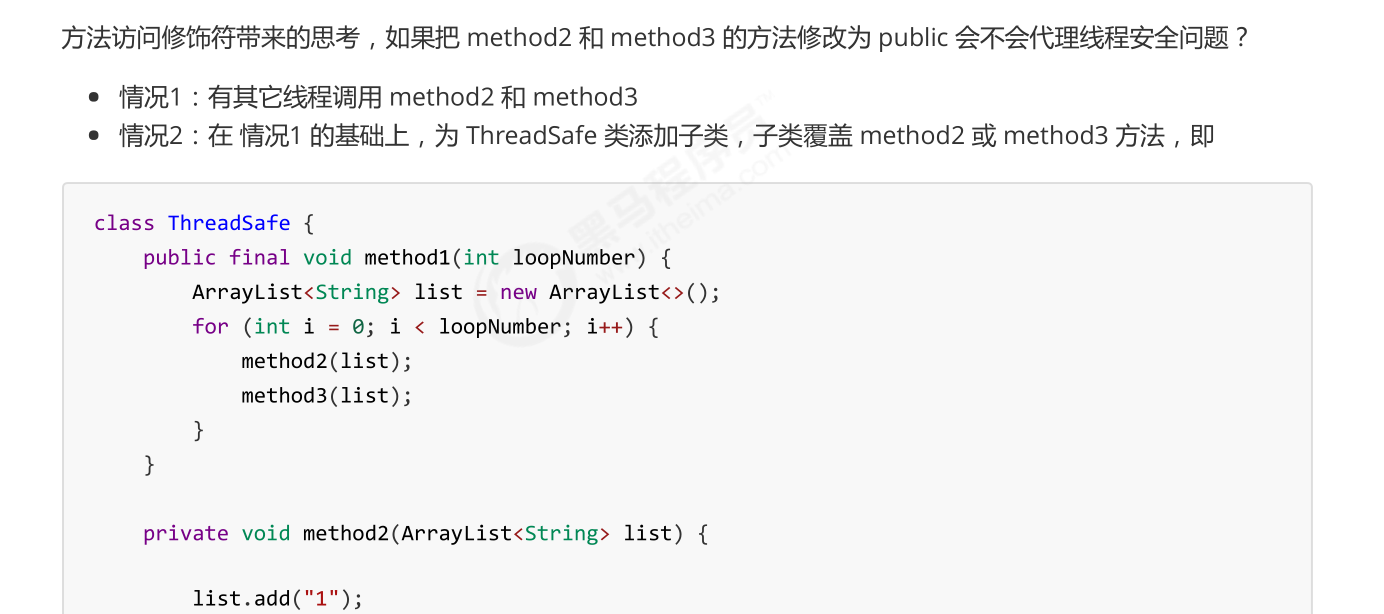 方法访问修饰符带来的思考，如果把 method2 和 method3 的方法修改为 public 会不会代理线程安全问题？
情况1：有其它线程调用 method2 和 method3
情况2：在 情况1 的基础上，为 ThreadSafe 类添加子类，子类覆盖 method2 或 method3 方法，即
class ThreadSafe {
public final void method1(int loopNumber) {
ArrayList<String> list = new ArrayList<>();
for (int i = 0; i < loopNumber; i++) {
method2(list);
method3(list);
}
}
private void method2(ArrayList<String> list) {
list.add("1");
黑马程序员™
www.itheima.com